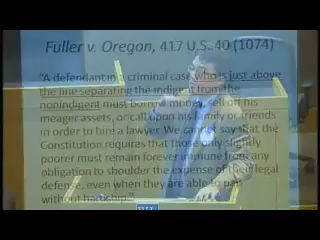 Fuller v. Oregon, 417 U.S. 40 (1074)
"A defendant in a criminal case who is just above
the line separating the indigent from the
nonindigent must borrow money, sell off his
meager assets, or call upon his family or friends
in order to hire a lawyer. We cannot say that the
Constitution requires that those only slightly
poorer must remain forever immune from any
obligation to shoulder the expense of their legal
defense, even when they are able to pay
without hardship."